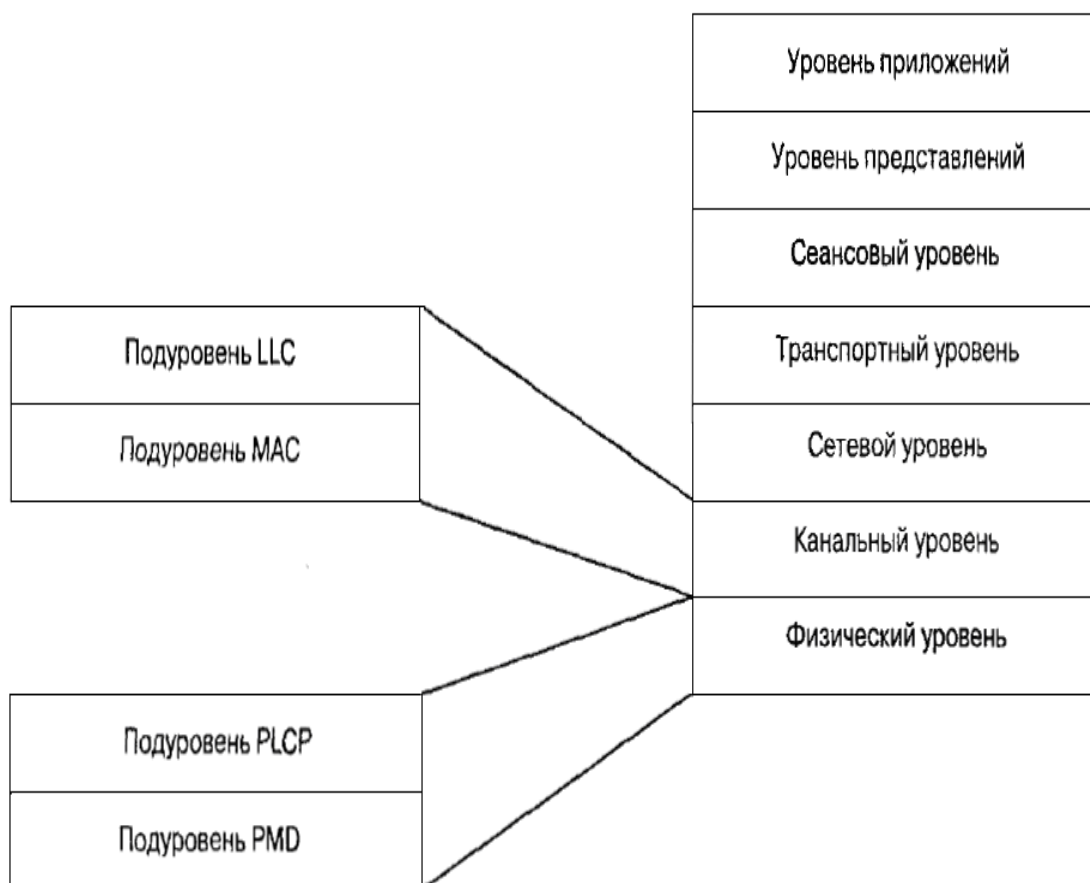 Уровень приложений
Уровень представлений
Сеансовый уровень
Транспортный уровень
Сетевой уровень
Канальный уровень
Физический уровень
Подуровень LLC
Подуровень MAC
Подуровень PLCP
Подуровень PMD